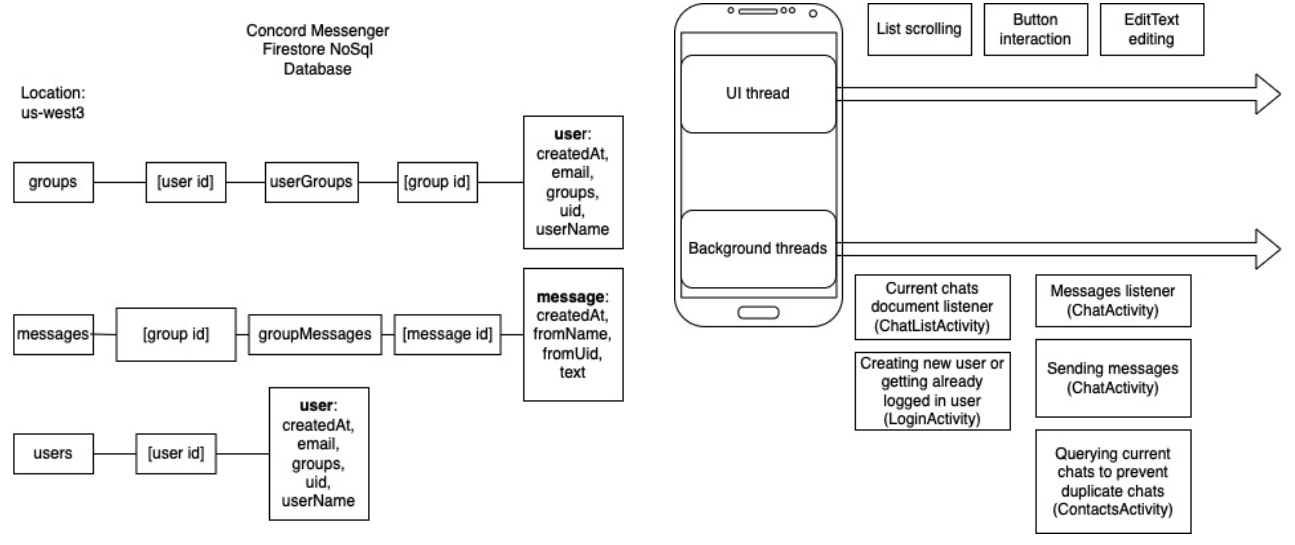 Concord Messenger
Firestore NoSql
Database
Location:
us-west3
groups
[user id]
userGroups
[group id]
user:
createdAt,
email,
groups,
uid,
userName
messages
[group id]
groupMessages
[message id]
message:
createdAt,
fromName,
fromUid,
text
users
[user id]
user:
createdAt,
email,
groups,
uid,
userName
List scrolling
Button
interaction
EditText
editing
UI thread
Background threads
Current chats
document listener
(ChatListActivity)
Messages listener
(ChatActivity)
Creating new user or
getting already
logged in user
(LoginActivity)
Sending messages
(ChatActivity)
Querying current
chats to prevent
duplicate chats
(ContactsActivity)